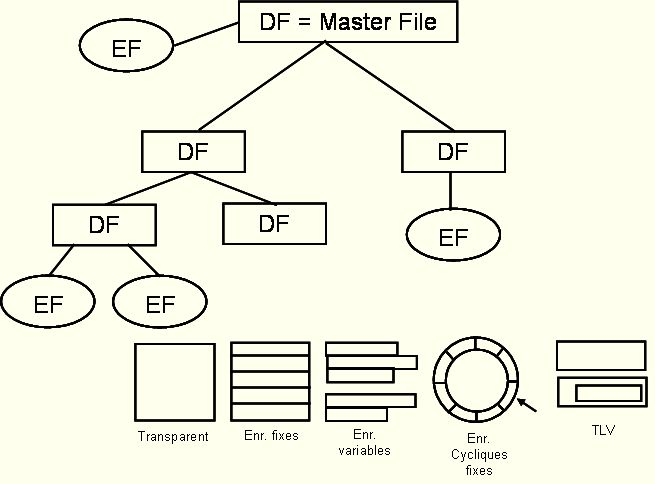 DF = Master File
EF
DF
DF
DF
DF
EF
EF
EF
Transparent
Enr. fixes
Enr.
variables
Enr.
Cycliques
fixes
TLV